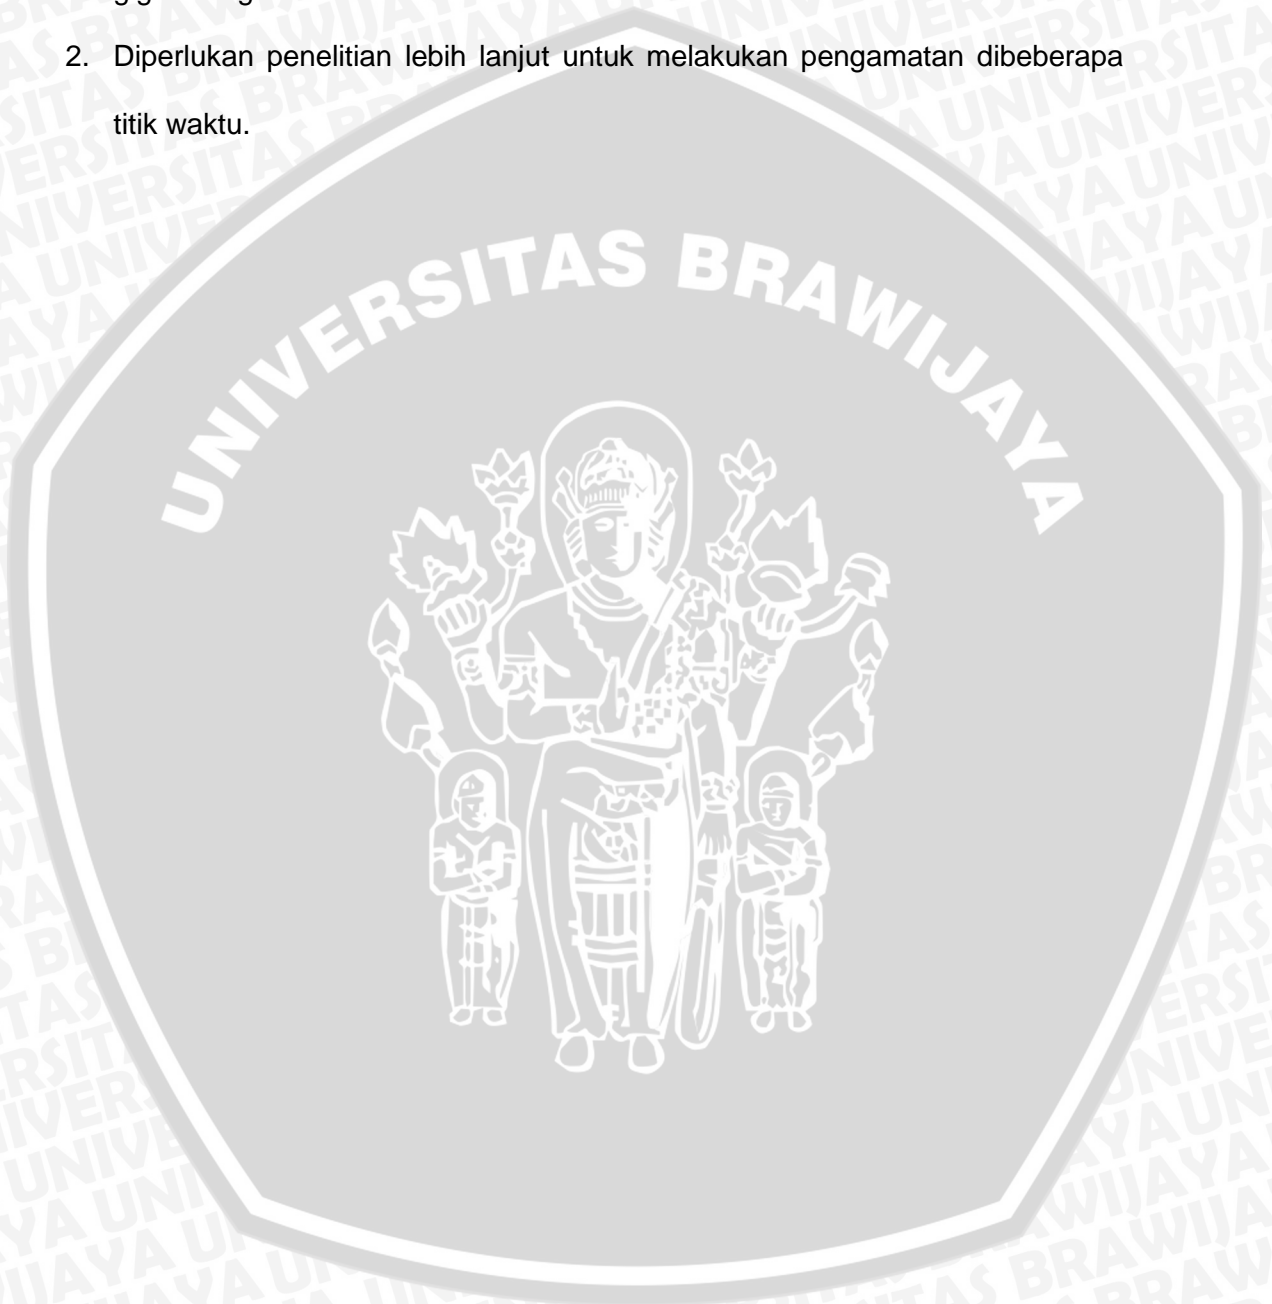 2. Diperlukan penelitian lebih lanjut untuk melakukan pengamatan dibeberapa
titik waktu.
UNIVERSITAS BRAWIJAYA